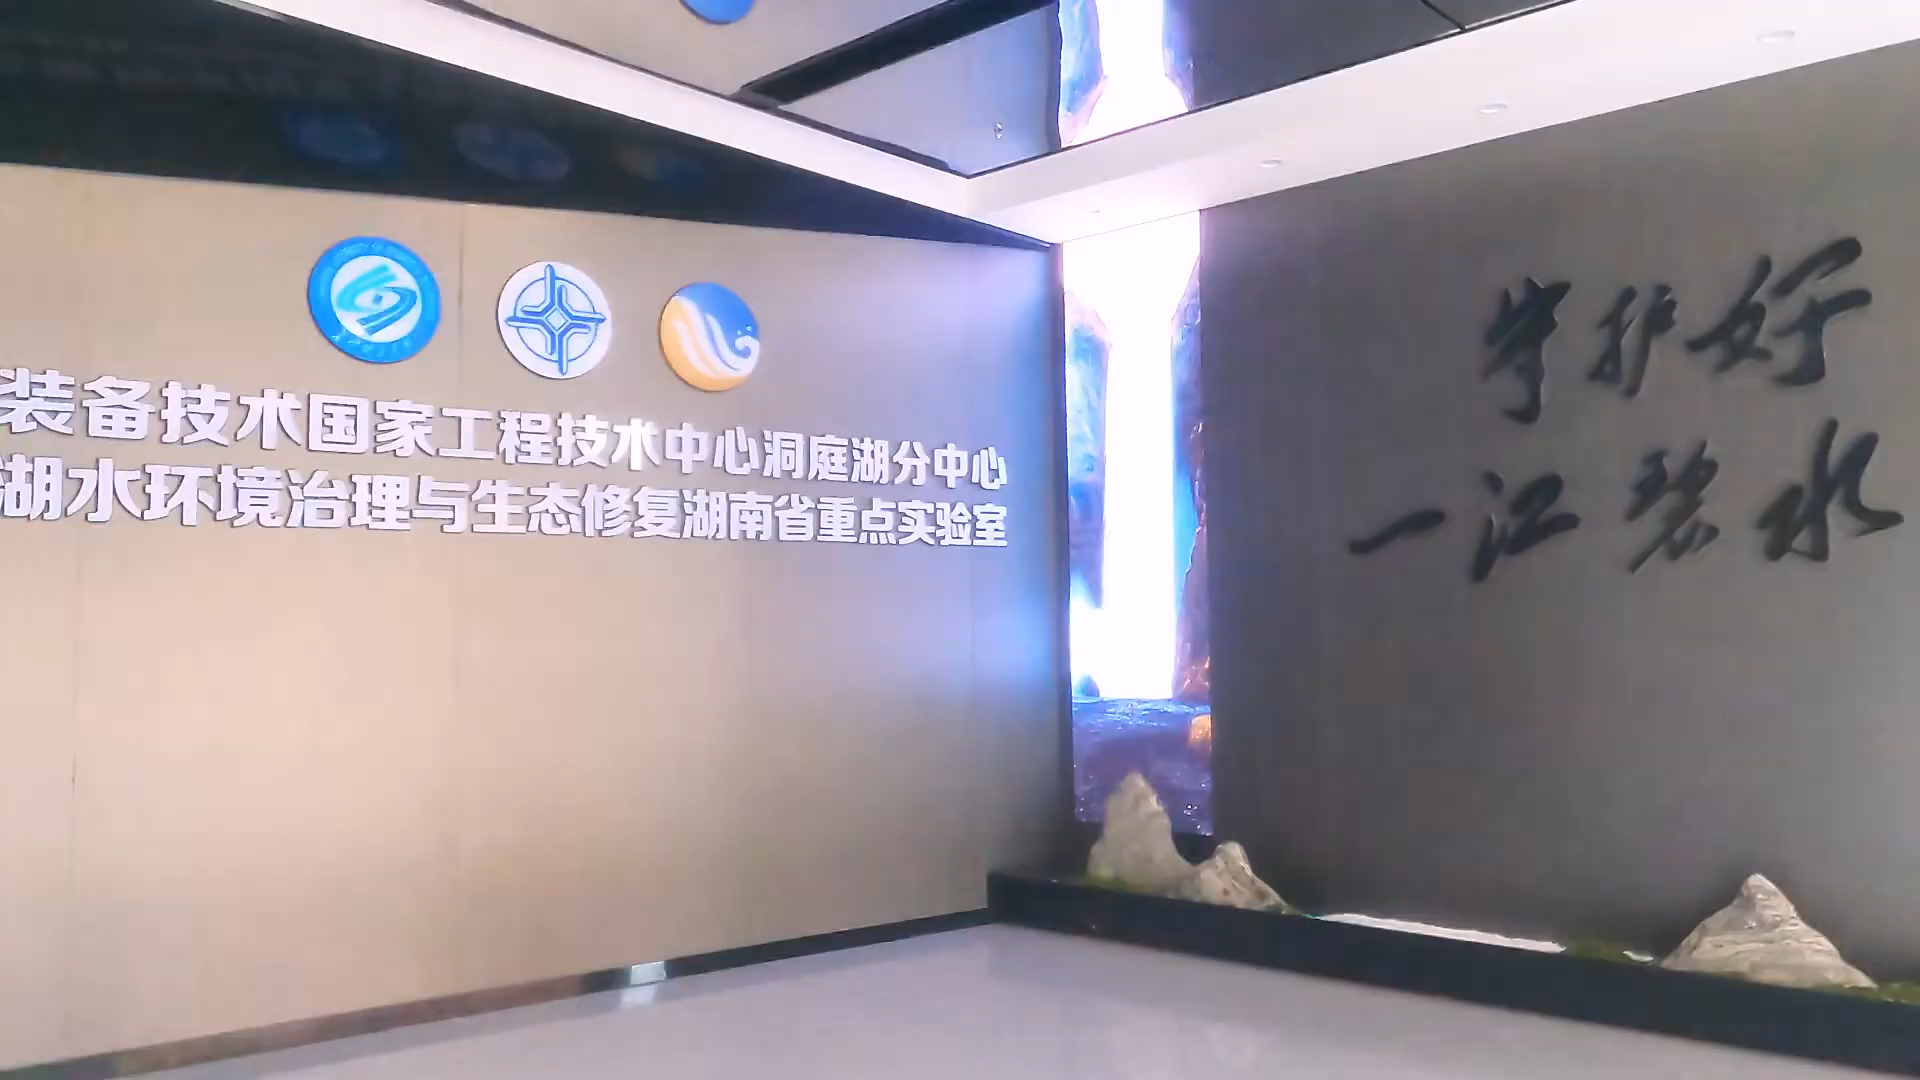 装备技术国家工程技术中心洞庭湖分中心
湖水环境治理与生态修复湖南省重点实验室
守护好
一江碧水